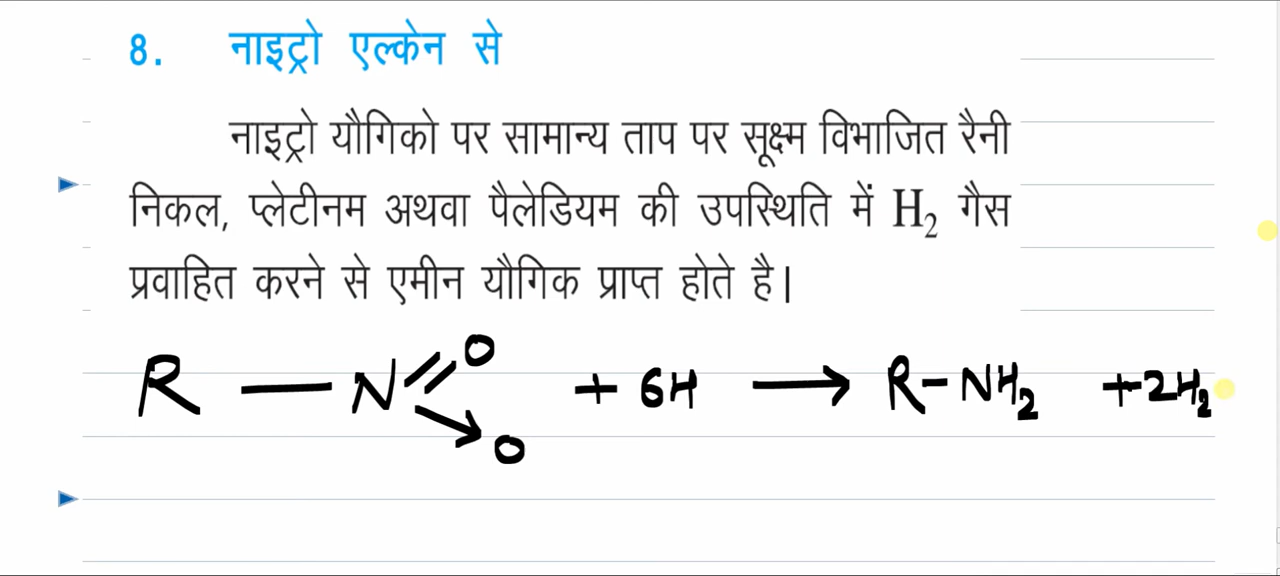 8. नाइट्रो एल्केन से
नाइट्रो यौगिको पर सामान्य ताप पर सूक्ष्म विभाजित रैनी
निकल, प्लेटीनम अथवा पैलेडियम की उपस्थिति में H₂ गैस
प्रवाहित करने से एमीन यौगिक प्राप्त होते है।
R — N =O →O + 6H → R-NH₂ +2H₂